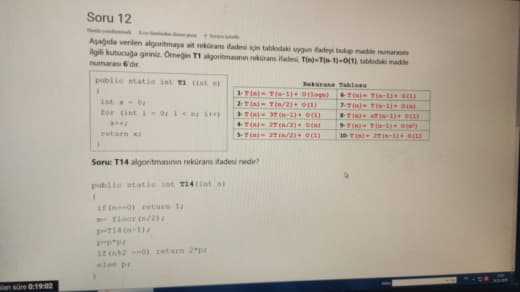 Soru 12
Aşağıda verilen algoritmaya ait rekürans ifadesi için tablodaki uygun ifadeyi bulup madde numarasını
ilgili kutucuğa giriniz. Örneğin T1 algoritmasının rekürans ifadesi, T(n)=T(n-1)+O(1), tablodaki madde
numarası 6'dır.
public static int T1 (int n)
{
int x = 0;
for (int i = 0; i < n; i++)
x++;
return x;
}
Rekürans Tablosu
1- T(n)= T(n-1)+ O(logn) 6- T(n)= T(n-1)+ O(1)
2- T(n)= T(n/2)+ O(1) 7- T(n)= T(n-1)+ O(n)
3- T(n)= 3T(n-1)+ O(1) 8- T(n)= nT(n-1)+ O(1)
4- T(n)= 2T(n/2)+ O(n) 9- T(n)= T(n-1)+ O(n²)
5- T(n)= 2T(n/2)+ O(1) 10- T(n)= 2T(n-1)+ O(1)
Soru: T14 algoritmasının rekürans ifadesi nedir?
public static int T14(int n)
{
if(n==0) return 1;
m= floor(n/2);
p=T14(n-1);
p=p*p;
if(n%2 ==0) return 2*p;
else p;
}
süre 0:19:02